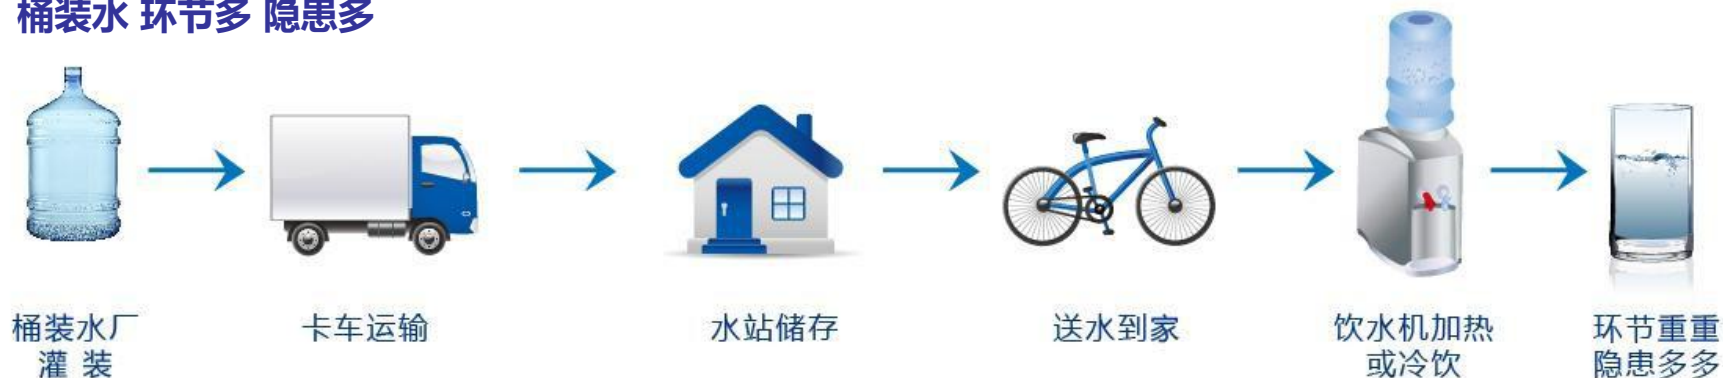 桶装水 环节多 隐患多
桶装水厂
灌 装
卡车运输
水站储存
送水到家
饮水机加热
或冷饮
环节重重
隐患多多